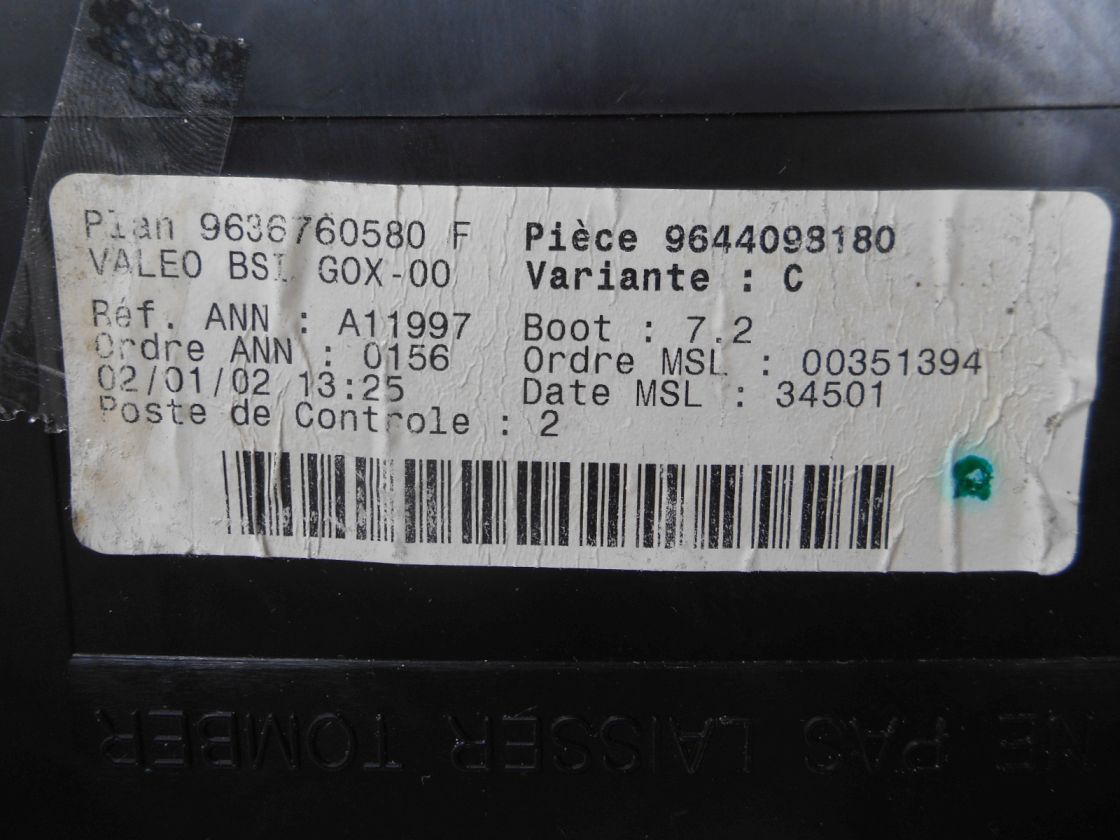 Plan 9636760580 F
VALEO BSI G0X-00
Réf. ANN : A11997
Ordre ANN : 0156
02/01/02 13:25
Poste de Controle : 2
Pièce 9644098180
Variante : C
Boot : 7.2
Ordre MSL : 00351394
Date MSL : 34501
NE PAS LAISSER TOMBER